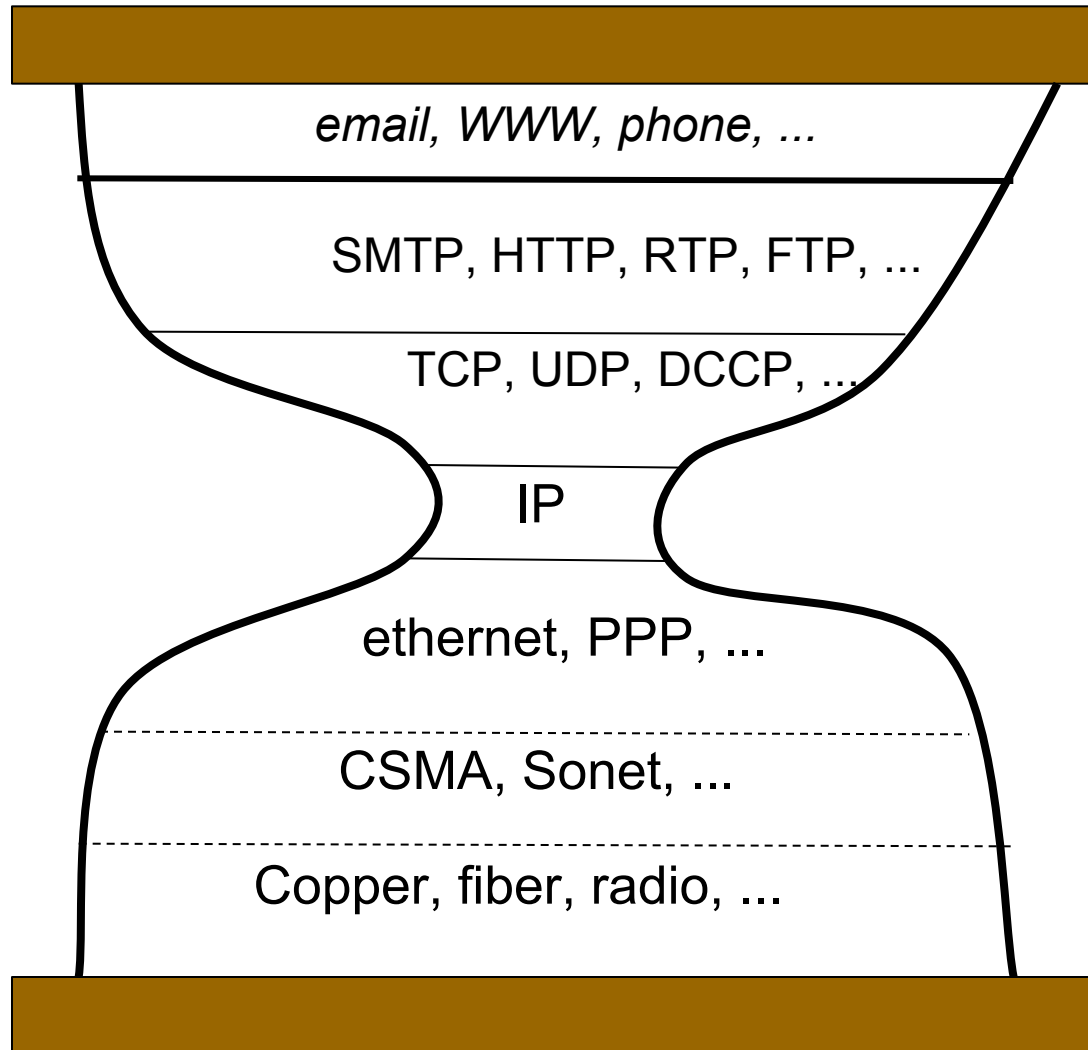 email, WWW, phone, ...
SMTP, HTTP, RTP, FTP, ...
TCP, UDP, DCCP, ...
IP
ethernet, PPP, ...
CSMA, Sonet, ...
Copper, fiber, radio, ...